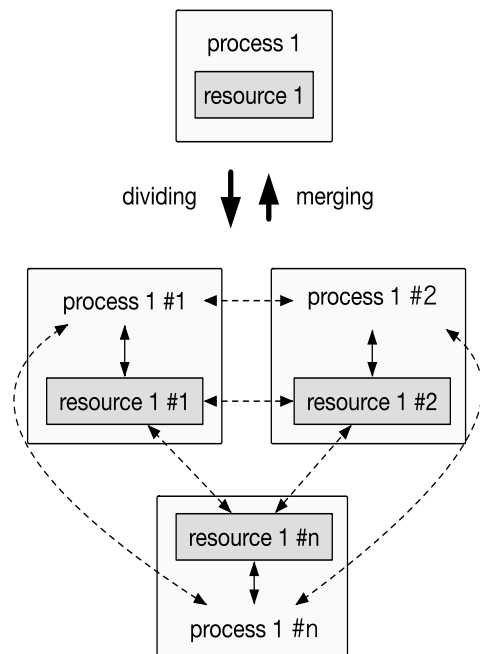 process 1
resource 1
dividing
merging
process 1 #1
process 1 #2
resource 1 #1
resource 1 #2
resource 1 #n
process 1 #n